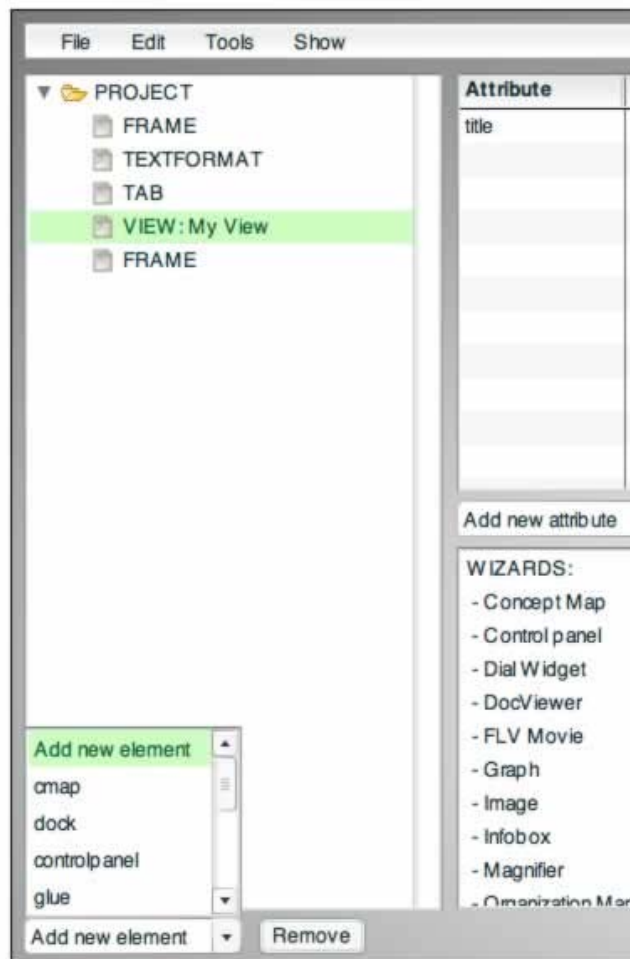 File Edit Tools Show
PROJECT
FRAME
TEXTFORMAT
TAB
VIEW: My View
FRAME
Add new element
cmap
dock
controlpanel
glue
Add new element
Remove
Attribute
title
Add new attribute
WIZARDS:
- Concept Map
- Control panel
- Dial Widget
- DocViewer
- FLV Movie
- Graph
- Image
- Infobox
- Magnifier
- Organization Map